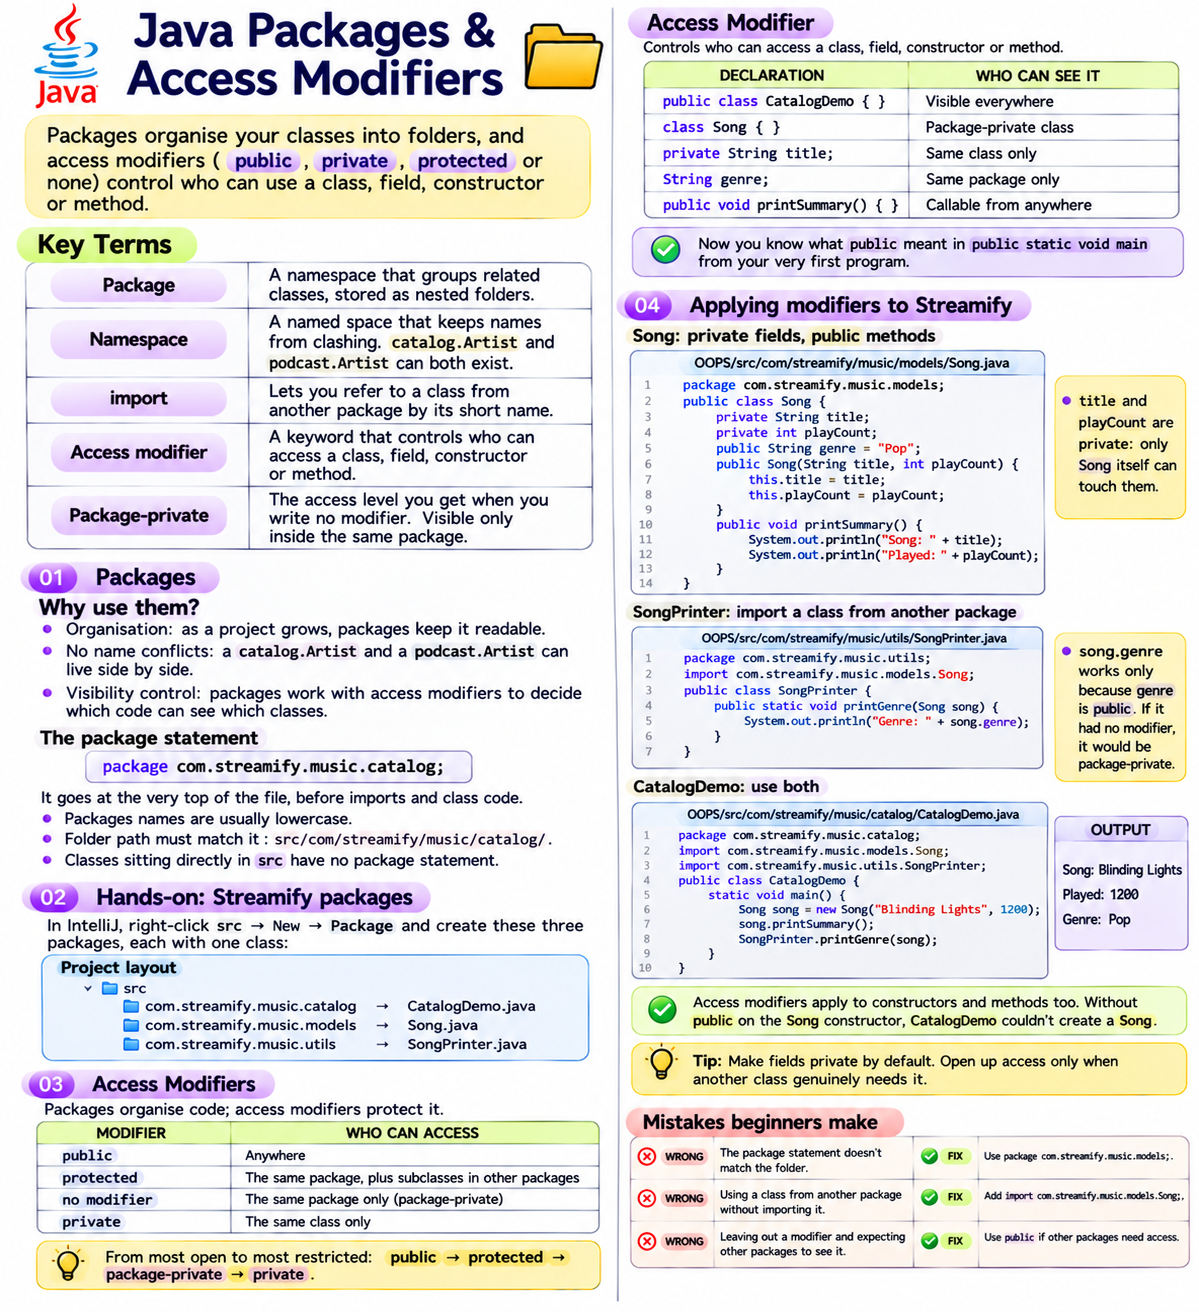 Java
Java Packages &
Access Modifiers
Packages organise your classes into folders, and
access modifiers ( public , private , protected or
none) control who can use a class, field, constructor
or method.
Key Terms
Package
A namespace that groups related
classes, stored as nested folders.
Namespace
A named space that keeps names
from clashing. catalog.Artist and
podcast.Artist can both exist.
import
Lets you refer to a class from
another package by its short name.
Access modifier
A keyword that controls who can
access a class, field, constructor
or method.
Package-private
The access level you get when you
write no modifier. Visible only
inside the same package.
01 Packages
Why use them?
• Organisation: as a project grows, packages keep it readable.
• No name conflicts: a catalog.Artist and a podcast.Artist can
live side by side.
• Visibility control: packages work with access modifiers to decide
which code can see which classes.
The package statement
package com.streamify.music.catalog;
It goes at the very top of the file, before imports and class code.
• Packages names are usually lowercase.
• Folder path must match it : src/com/streamify/music/catalog/.
• Classes sitting directly in src have no package statement.
02 Hands-on: Streamify packages
In IntelliJ, right-click src → New → Package and create these three
packages, each with one class:
Project layout
src
com.streamify.music.catalog → CatalogDemo.java
com.streamify.music.models → Song.java
com.streamify.music.utils → SongPrinter.java
03 Access Modifiers
Packages organise code; access modifiers protect it.
MODIFIER WHO CAN ACCESS
public Anywhere
protected The same package, plus subclasses in other packages
no modifier The same package only (package-private)
private The same class only
From most open to most restricted: public → protected →
package-private → private .
Access Modifier
Controls who can access a class, field, constructor or method.
DECLARATION WHO CAN SEE IT
public class CatalogDemo { } Visible everywhere
class Song { } Package-private class
private String title; Same class only
String genre; Same package only
public void printSummary() { } Callable from anywhere
Now you know what public meant in public static void main
from your very first program.
04 Applying modifiers to Streamify
Song: private fields, public methods
OOPS/src/com/streamify/music/models/Song.java
1 package com.streamify.music.models;
2 public class Song {
3 private String title;
4 private int playCount;
5 public String genre = "Pop";
6 public Song(String title, int playCount) {
7 this.title = title;
8 this.playCount = playCount;
9 }
10 public void printSummary() {
11 System.out.println("Song: " + title);
12 System.out.println("Played: " + playCount);
13 }
14 }
• title and
playCount are
private: only
Song itself can
touch them.
SongPrinter: import a class from another package
OOPS/src/com/streamify/music/utils/SongPrinter.java
1 package com.streamify.music.utils;
2 import com.streamify.music.models.Song;
3 public class SongPrinter {
4 public static void printGenre(Song song) {
5 System.out.println("Genre: " + song.genre);
6 }
7 }
• song.genre
works only
because genre
is public. If it
had no modifier,
it would be
package-private.
CatalogDemo: use both
OOPS/src/com/streamify/music/catalog/CatalogDemo.java
1 package com.streamify.music.catalog;
2 import com.streamify.music.models.Song;
3 import com.streamify.music.utils.SongPrinter;
4 public class CatalogDemo {
5 static void main() {
6 Song song = new Song("Blinding Lights", 1200);
7 song.printSummary();
8 SongPrinter.printGenre(song);
9 }
10 }
OUTPUT
Song: Blinding Lights
Played: 1200
Genre: Pop
Access modifiers apply to constructors and methods too. Without
public on the Song constructor, CatalogDemo couldn't create a Song.
Tip: Make fields private by default. Open up access only when
another class genuinely needs it.
Mistakes beginners make
WRONG
The package statement doesn't
match the folder.
FIX
Use package com.streamify.music.models;.
WRONG
Using a class from another package
without importing it.
FIX
Add import com.streamify.music.models.Song;,
WRONG
Leaving out a modifier and expecting
other packages to see it.
FIX
Use public if other packages need access.